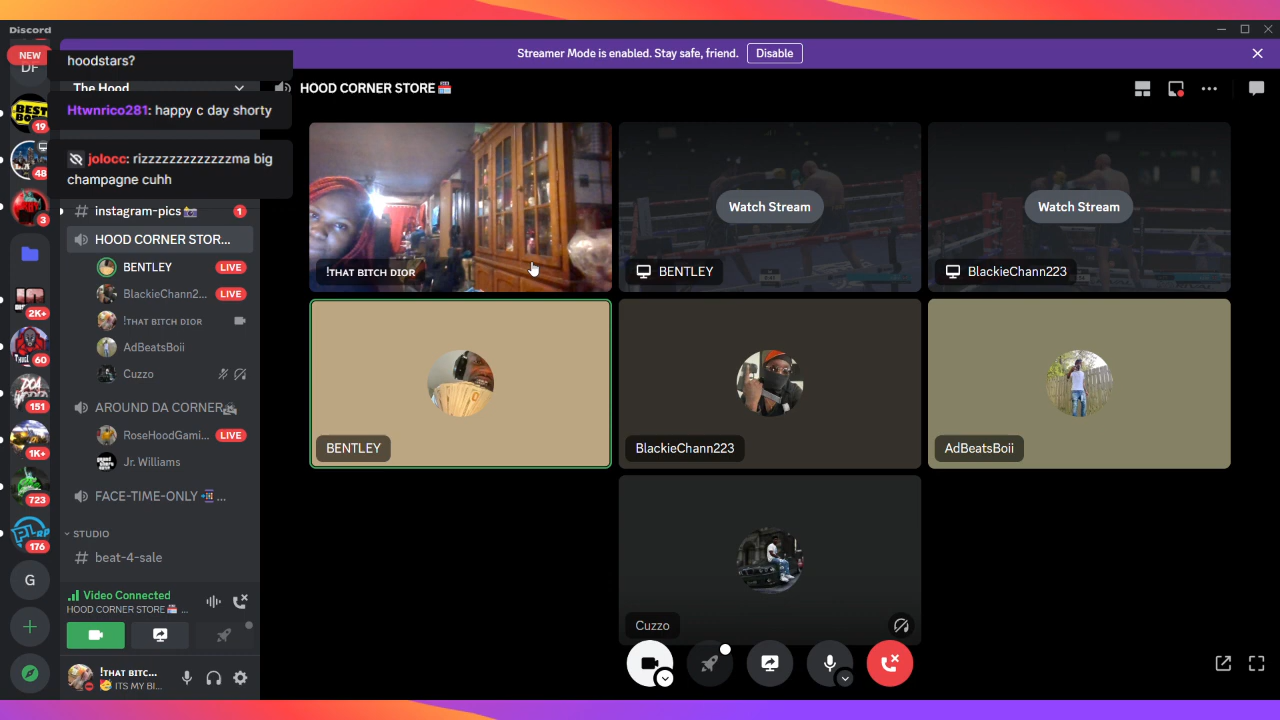 Discord
Streamer Mode is enabled. Stay safe, friend.
Disable
NEW
DF
hoodstars?
The Hood
Htwnrico281: happy c day shorty
jolocc: rizzzzzzzzzzzzzma big
champagne cuhh
# instagram-pics
1
HOOD CORNER STOR...
BENTLEY
LIVE
BlackieChann2...
LIVE
!THAT BITCH DIOR
AdBeatsBoii
Cuzzo
AROUND DA CORNER
RoseHoodGami...
LIVE
Jr. Williams
FACE-TIME-ONLY ...
STUDIO
# beat-4-sale
Video Connected
HOOD CORNER STORE ...
!THAT BITC...
ITS MY BI...
19
48
3
2K+
60
151
1K+
723
176
G
HOOD CORNER STORE
!THAT BITCH DIOR
Watch Stream
BENTLEY
Watch Stream
BlackieChann223
BENTLEY
BlackieChann223
AdBeatsBoii
Cuzzo